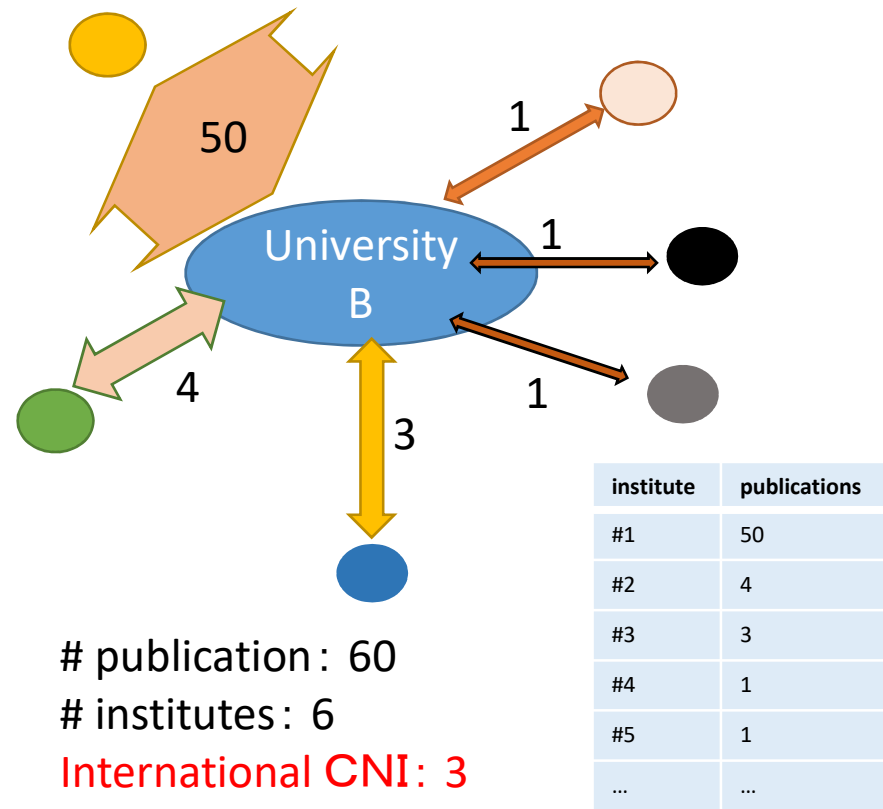 50
1
University
B
1
1
4
3
institute publications
#1 50
#2 4
#3 3
#4 1
#5 1
... ...
# publication: 60
# institutes: 6
International CNI: 3